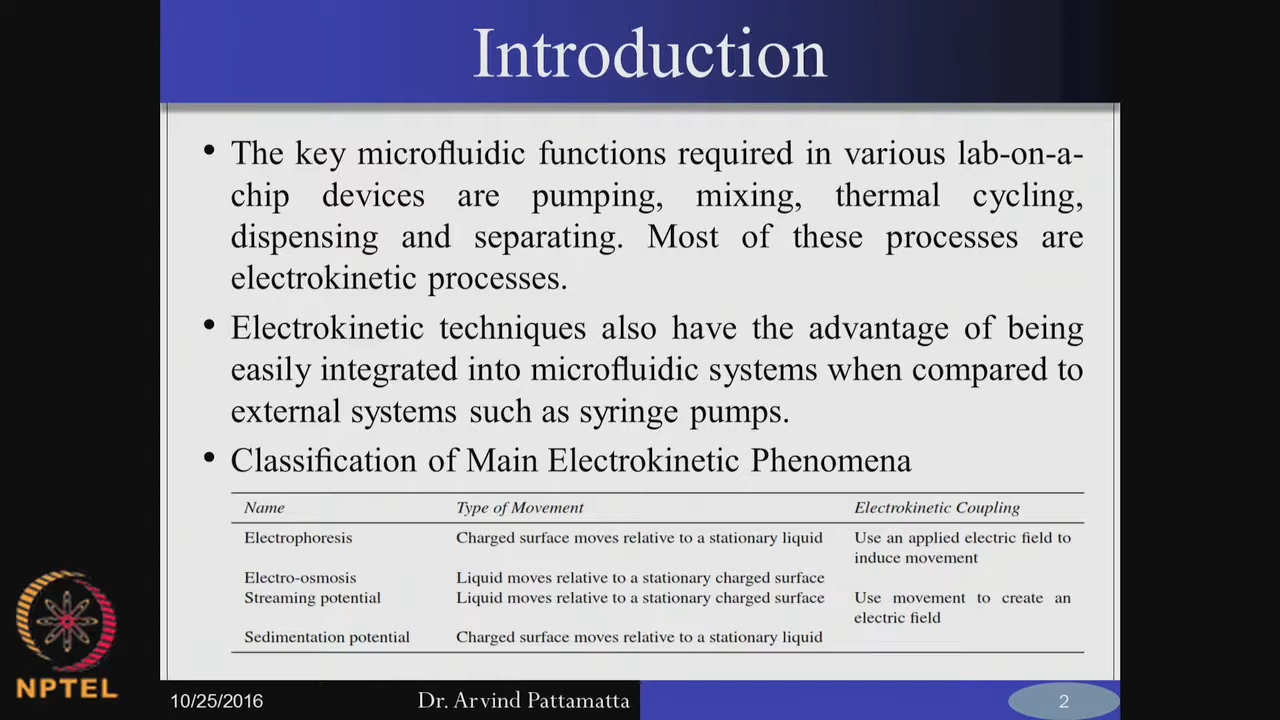 Introduction
• The key microfluidic functions required in various lab-on-a-
chip devices are pumping, mixing, thermal cycling,
dispensing and separating. Most of these processes are
electrokinetic processes.
• Electrokinetic techniques also have the advantage of being
easily integrated into microfluidic systems when compared to
external systems such as syringe pumps.
• Classification of Main Electrokinetic Phenomena
Name Type of Movement Electrokinetic Coupling
Electrophoresis Charged surface moves relative to a stationary liquid Use an applied electric field to
induce movement
Electro-osmosis Liquid moves relative to a stationary charged surface
Streaming potential Liquid moves relative to a stationary charged surface Use movement to create an
electric field
Sedimentation potential Charged surface moves relative to a stationary liquid
NPTEL
10/25/2016 Dr. Arvind Pattamatta 2